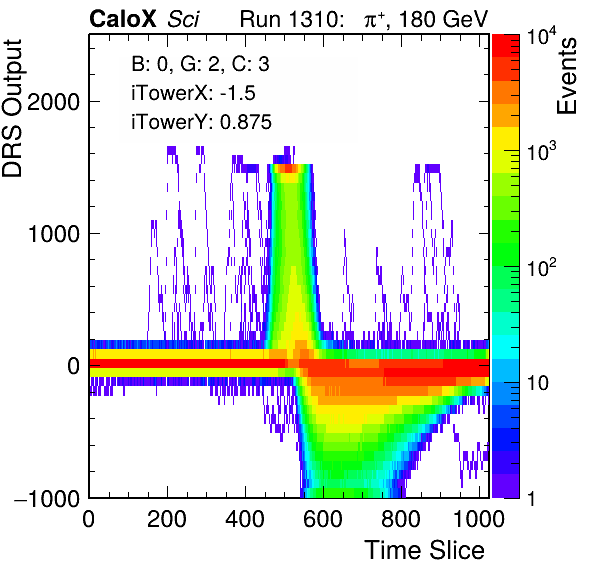 CaloX Sci Run 1310: π⁺, 180 GeV
B: 0, G: 2, C: 3
iTowerX: -1.5
iTowerY: 0.875
DRS Output
2000
1000
0
−1000
0 200 400 600 800 1000
Time Slice
Events
10⁴
10³
10²
10
1